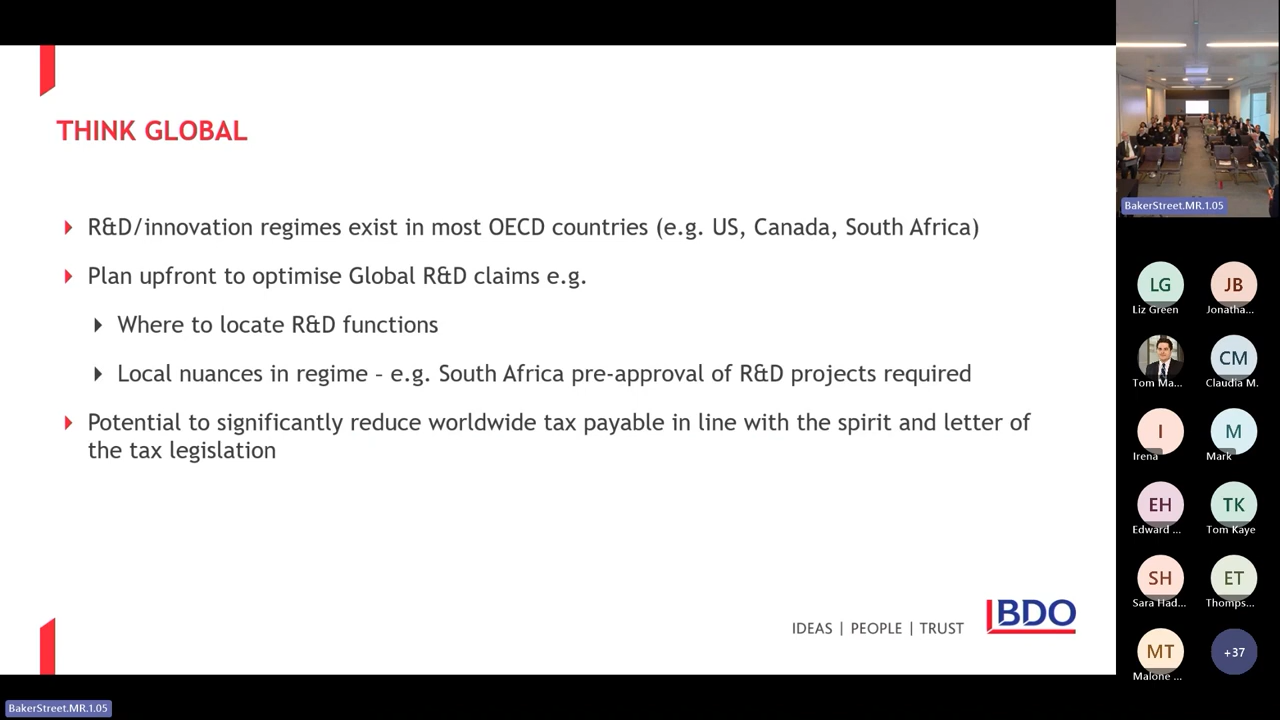 THINK GLOBAL
R&D/innovation regimes exist in most OECD countries (e.g. US, Canada, South Africa)
Plan upfront to optimise Global R&D claims e.g.
Where to locate R&D functions
Local nuances in regime – e.g. South Africa pre-approval of R&D projects required
Potential to significantly reduce worldwide tax payable in line with the spirit and letter of
the tax legislation
IDEAS | PEOPLE | TRUST
BDO
BakerStreet.MR.1.05
LG
JB
Liz Green
Jonatha...
CM
Tom Ma...
Claudia M.
I
M
Irena
Mark
EH
TK
Edward ...
Tom Kaye
SH
ET
Sara Had...
Thomps...
MT
+37
Malone ...
BakerStreet.MR.1.05